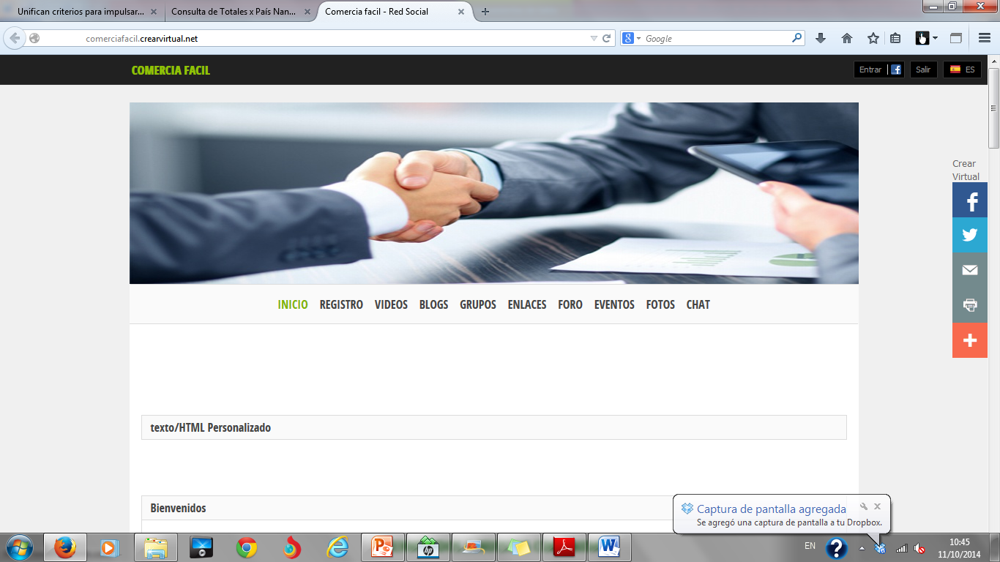 Unifican criterios para impulsar...
Consulta de Totales x País Nan...
Comercia facil - Red Social
comerciafacil.crearvirtual.net
Google
COMERCIA FACIL
Entrar
Salir
ES
Crear
Virtual
INICIO REGISTRO VIDEOS BLOGS GRUPOS ENLACES FORO EVENTOS FOTOS CHAT
texto/HTML Personalizado
Bienvenidos
Captura de pantalla agregada
Se agregó una captura de pantalla a tu Dropbox.
EN
10:45
11/10/2014